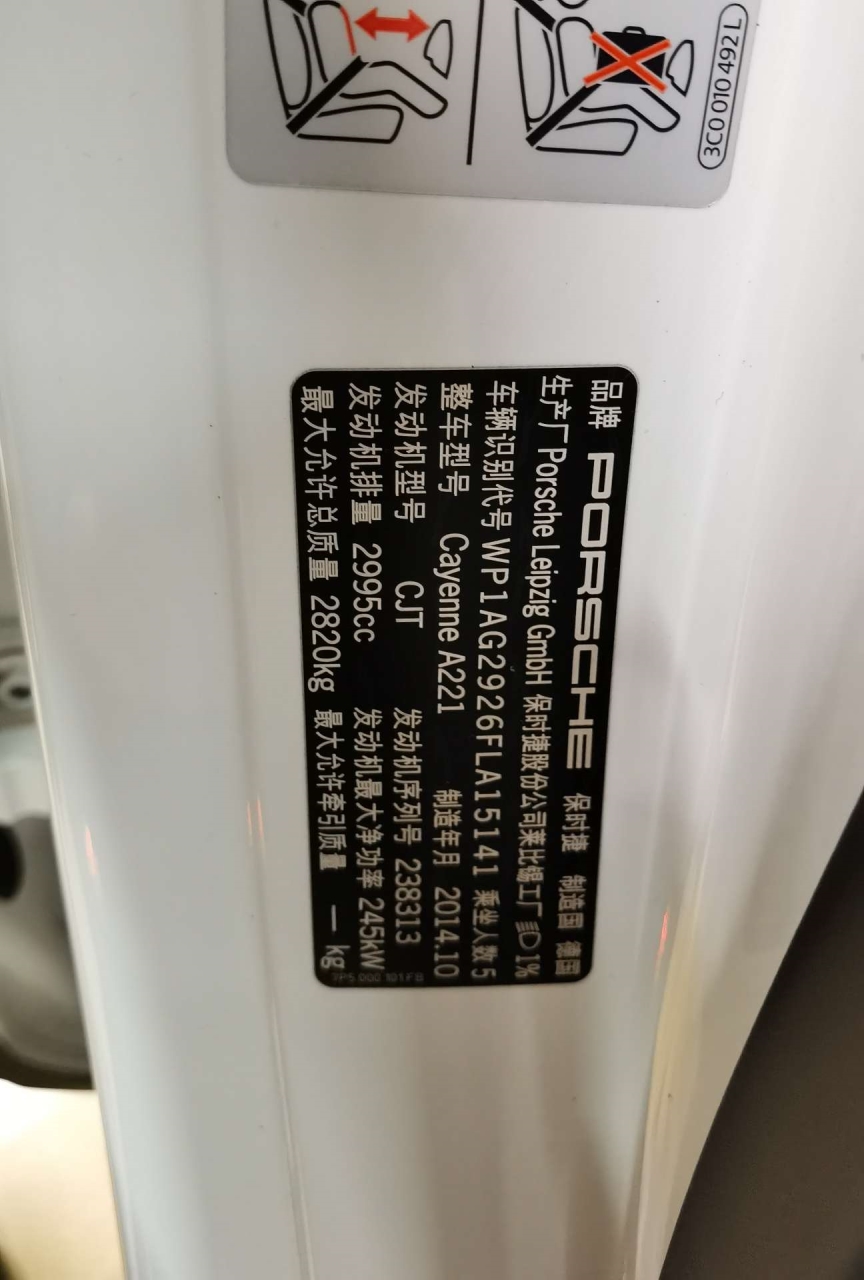 3C0 010 492 L
品牌 PORSCHE 保时捷 制造国 德国
生产厂 Porsche Leipzig GmbH 保时捷股份公司莱比锡工厂 1%
车辆识别代号 WP1AG2926FLA15141 乘坐人数 5
整车型号 Cayenne A221 制造年月 2014.10
发动机型号 CJT 发动机序列号 238313
发动机排量 2995cc 发动机最大净功率 245kW
最大允许总质量 2820kg 最大允许牵引质量 — kg
7P5 000 101 FB